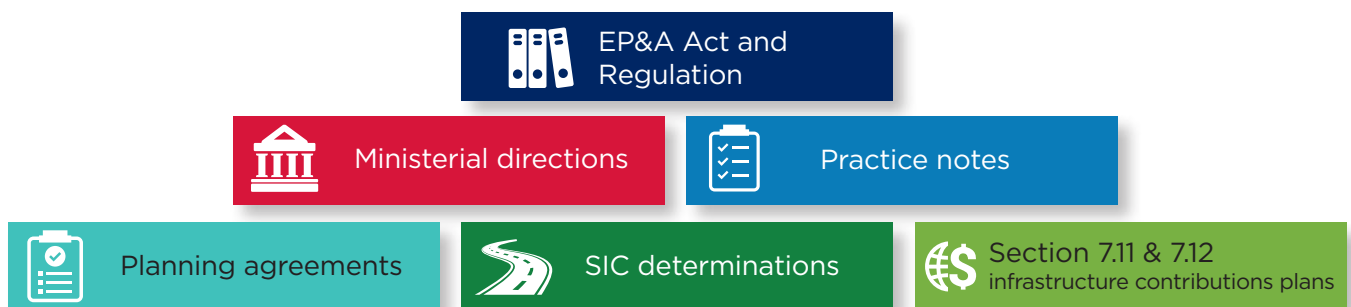 EP&A Act and
Regulation
Ministerial directions
Practice notes
Planning agreements
SIC determinations
Section 7.11 & 7.12
infrastructure contributions plans